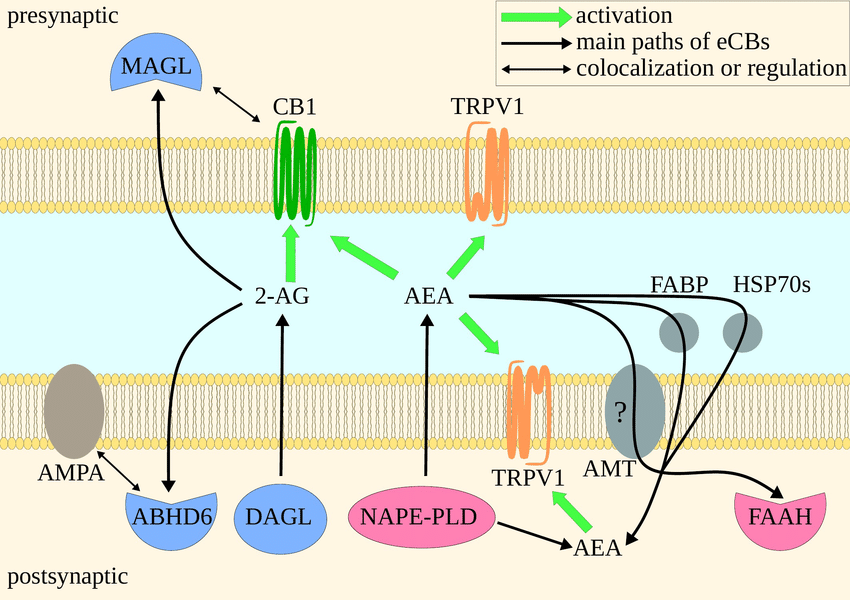 presynaptic
activation
main paths of eCBs
colocalization or regulation
MAGL
CB1
TRPV1
2-AG
AEA
FABP
HSP70s
?
AMPA
TRPV1
AMT
ABHD6
DAGL
NAPE-PLD
FAAH
AEA
postsynaptic